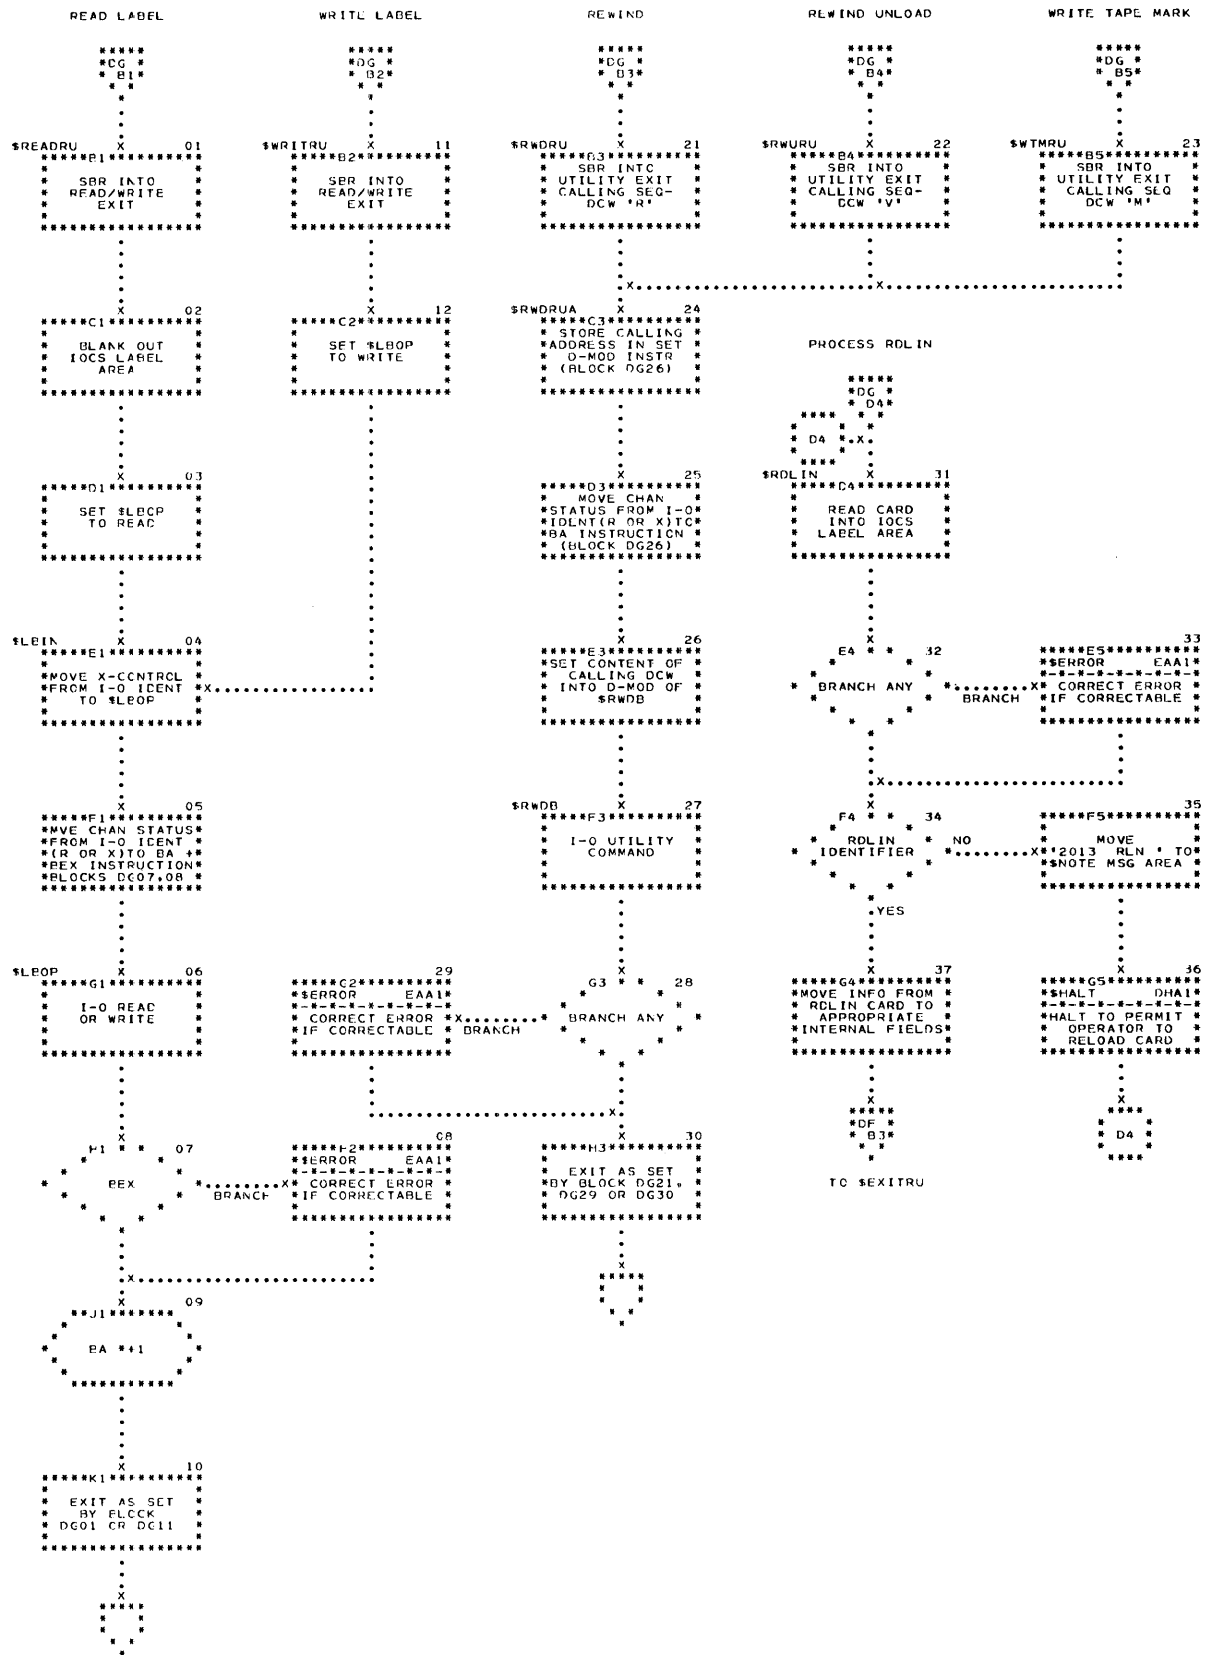 READ LABEL
WRITE LABEL
REWIND
REWIND UNLOAD
WRITE TAPE MARK
DG
B1
DG
B2
DG
B3
DG
B4
DG
B5
$READRU
01
B1
SBR INTO
READ/WRITE
EXIT
$WRITRU
11
B2
SBR INTO
READ/WRITE
EXIT
$RWDRU
21
B3
SBR INTO
UTILITY EXIT
CALLING SEQ-
DCW 'R'
$RWURU
22
B4
SBR INTO
UTILITY EXIT
CALLING SEQ-
DCW 'V'
$WTMRU
23
B5
SBR INTO
UTILITY EXIT
CALLING SEQ
DCW 'M'
02
C1
BLANK OUT
IOCS LABEL
AREA
12
C2
SET $LBOP
TO WRITE
$RWDRUA
24
C3
STORE CALLING
ADDRESS IN SET
D-MOD INSTR
(BLOCK DG26)
PROCESS RDLIN
DG
D4
D4
03
D1
SET $LBOP
TO READ
25
D3
MOVE CHAN
STATUS FROM I-O
IDENT(R OR X)TO
BA INSTRUCTION
(BLOCK DG26)
$RDLIN
31
D4
READ CARD
INTO IOCS
LABEL AREA
$LBIN
04
E1
MOVE X-CONTROL
FROM I-O IDENT
TO $LBOP
26
E3
SET CONTENT OF
CALLING DCW
INTO D-MOD OF
$RWDB
E4
32
BRANCH ANY
BRANCH
33
E5
$ERROR EAA1
CORRECT ERROR
IF CORRECTABLE
05
F1
MVE CHAN STATUS
FROM I-O IDENT
(R OR X)TO BA +
BEX INSTRUCTION
BLOCKS DG07,08
$RWDB
27
F3
I-O UTILITY
COMMAND
F4
34
RDLIN
IDENTIFIER
NO
YES
35
F5
MOVE
'2013 RLN ' TO
$NOTE MSG AREA
$LBOP
06
G1
I-O READ
OR WRITE
29
G2
$ERROR EAA1
CORRECT ERROR
IF CORRECTABLE
BRANCH
G3
28
BRANCH ANY
37
G4
MOVE INFO FROM
RDLIN CARD TO
APPROPRIATE
INTERNAL FIELDS
36
G5
$HALT DHA1
HALT TO PERMIT
OPERATOR TO
RELOAD CARD
DF
B3
TO $EXITRU
D4
H1
07
BEX
BRANCH
08
H2
$ERROR EAA1
CORRECT ERROR
IF CORRECTABLE
30
H3
EXIT AS SET
BY BLOCK DG21,
DG29 OR DG30
09
J1
BA *+1
10
K1
EXIT AS SET
BY BLOCK
DG01 OR DG11